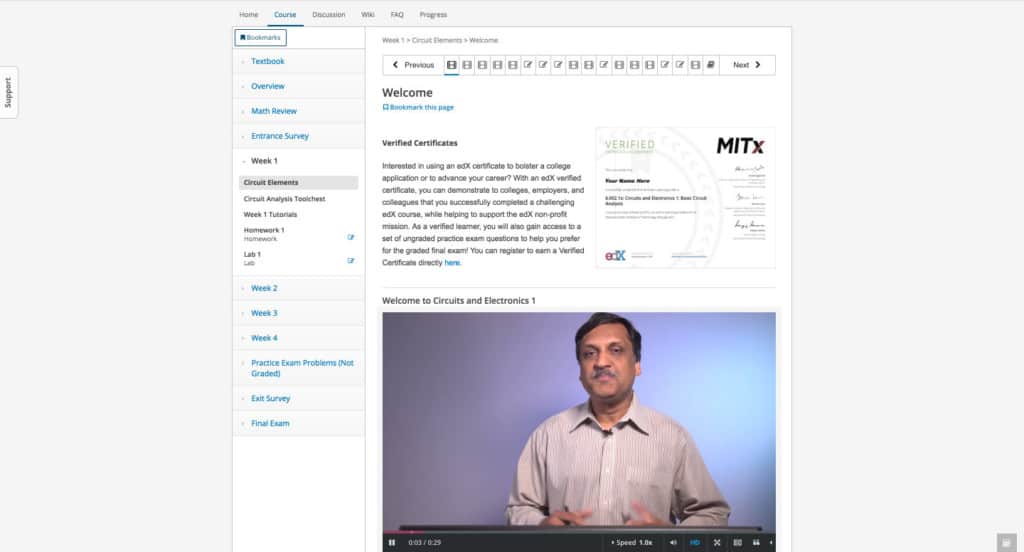 Home Course Discussion Wiki FAQ Progress
Support
Bookmarks
Textbook
Overview
Math Review
Entrance Survey
Week 1
Circuit Elements
Circuit Analysis Toolchest
Week 1 Tutorials
Homework 1
Homework
Lab 1
Lab
Week 2
Week 3
Week 4
Practice Exam Problems (Not
Graded)
Exit Survey
Final Exam
Week 1 > Circuit Elements > Welcome
Previous
Next
Welcome
Bookmark this page
Verified Certificates
Interested in using an edX certificate to bolster a college
application or to advance your career? With an edX verified
certificate, you can demonstrate to colleges, employers, and
colleagues that you successfully completed a challenging
edX course, while helping to support the edX non-profit
mission. As a verified learner, you will also gain access to a
set of ungraded practice exam questions to help you prefer
for the graded final exam! You can register to earn a Verified
Certificate directly here.
VERIFIED
MITx
Your Name Here
6.002.1x: Circuits and Electronics 1: Basic Circuit
Analysis
edX
Welcome to Circuits and Electronics 1
0:03 / 0:29
Speed 1.0x
HD